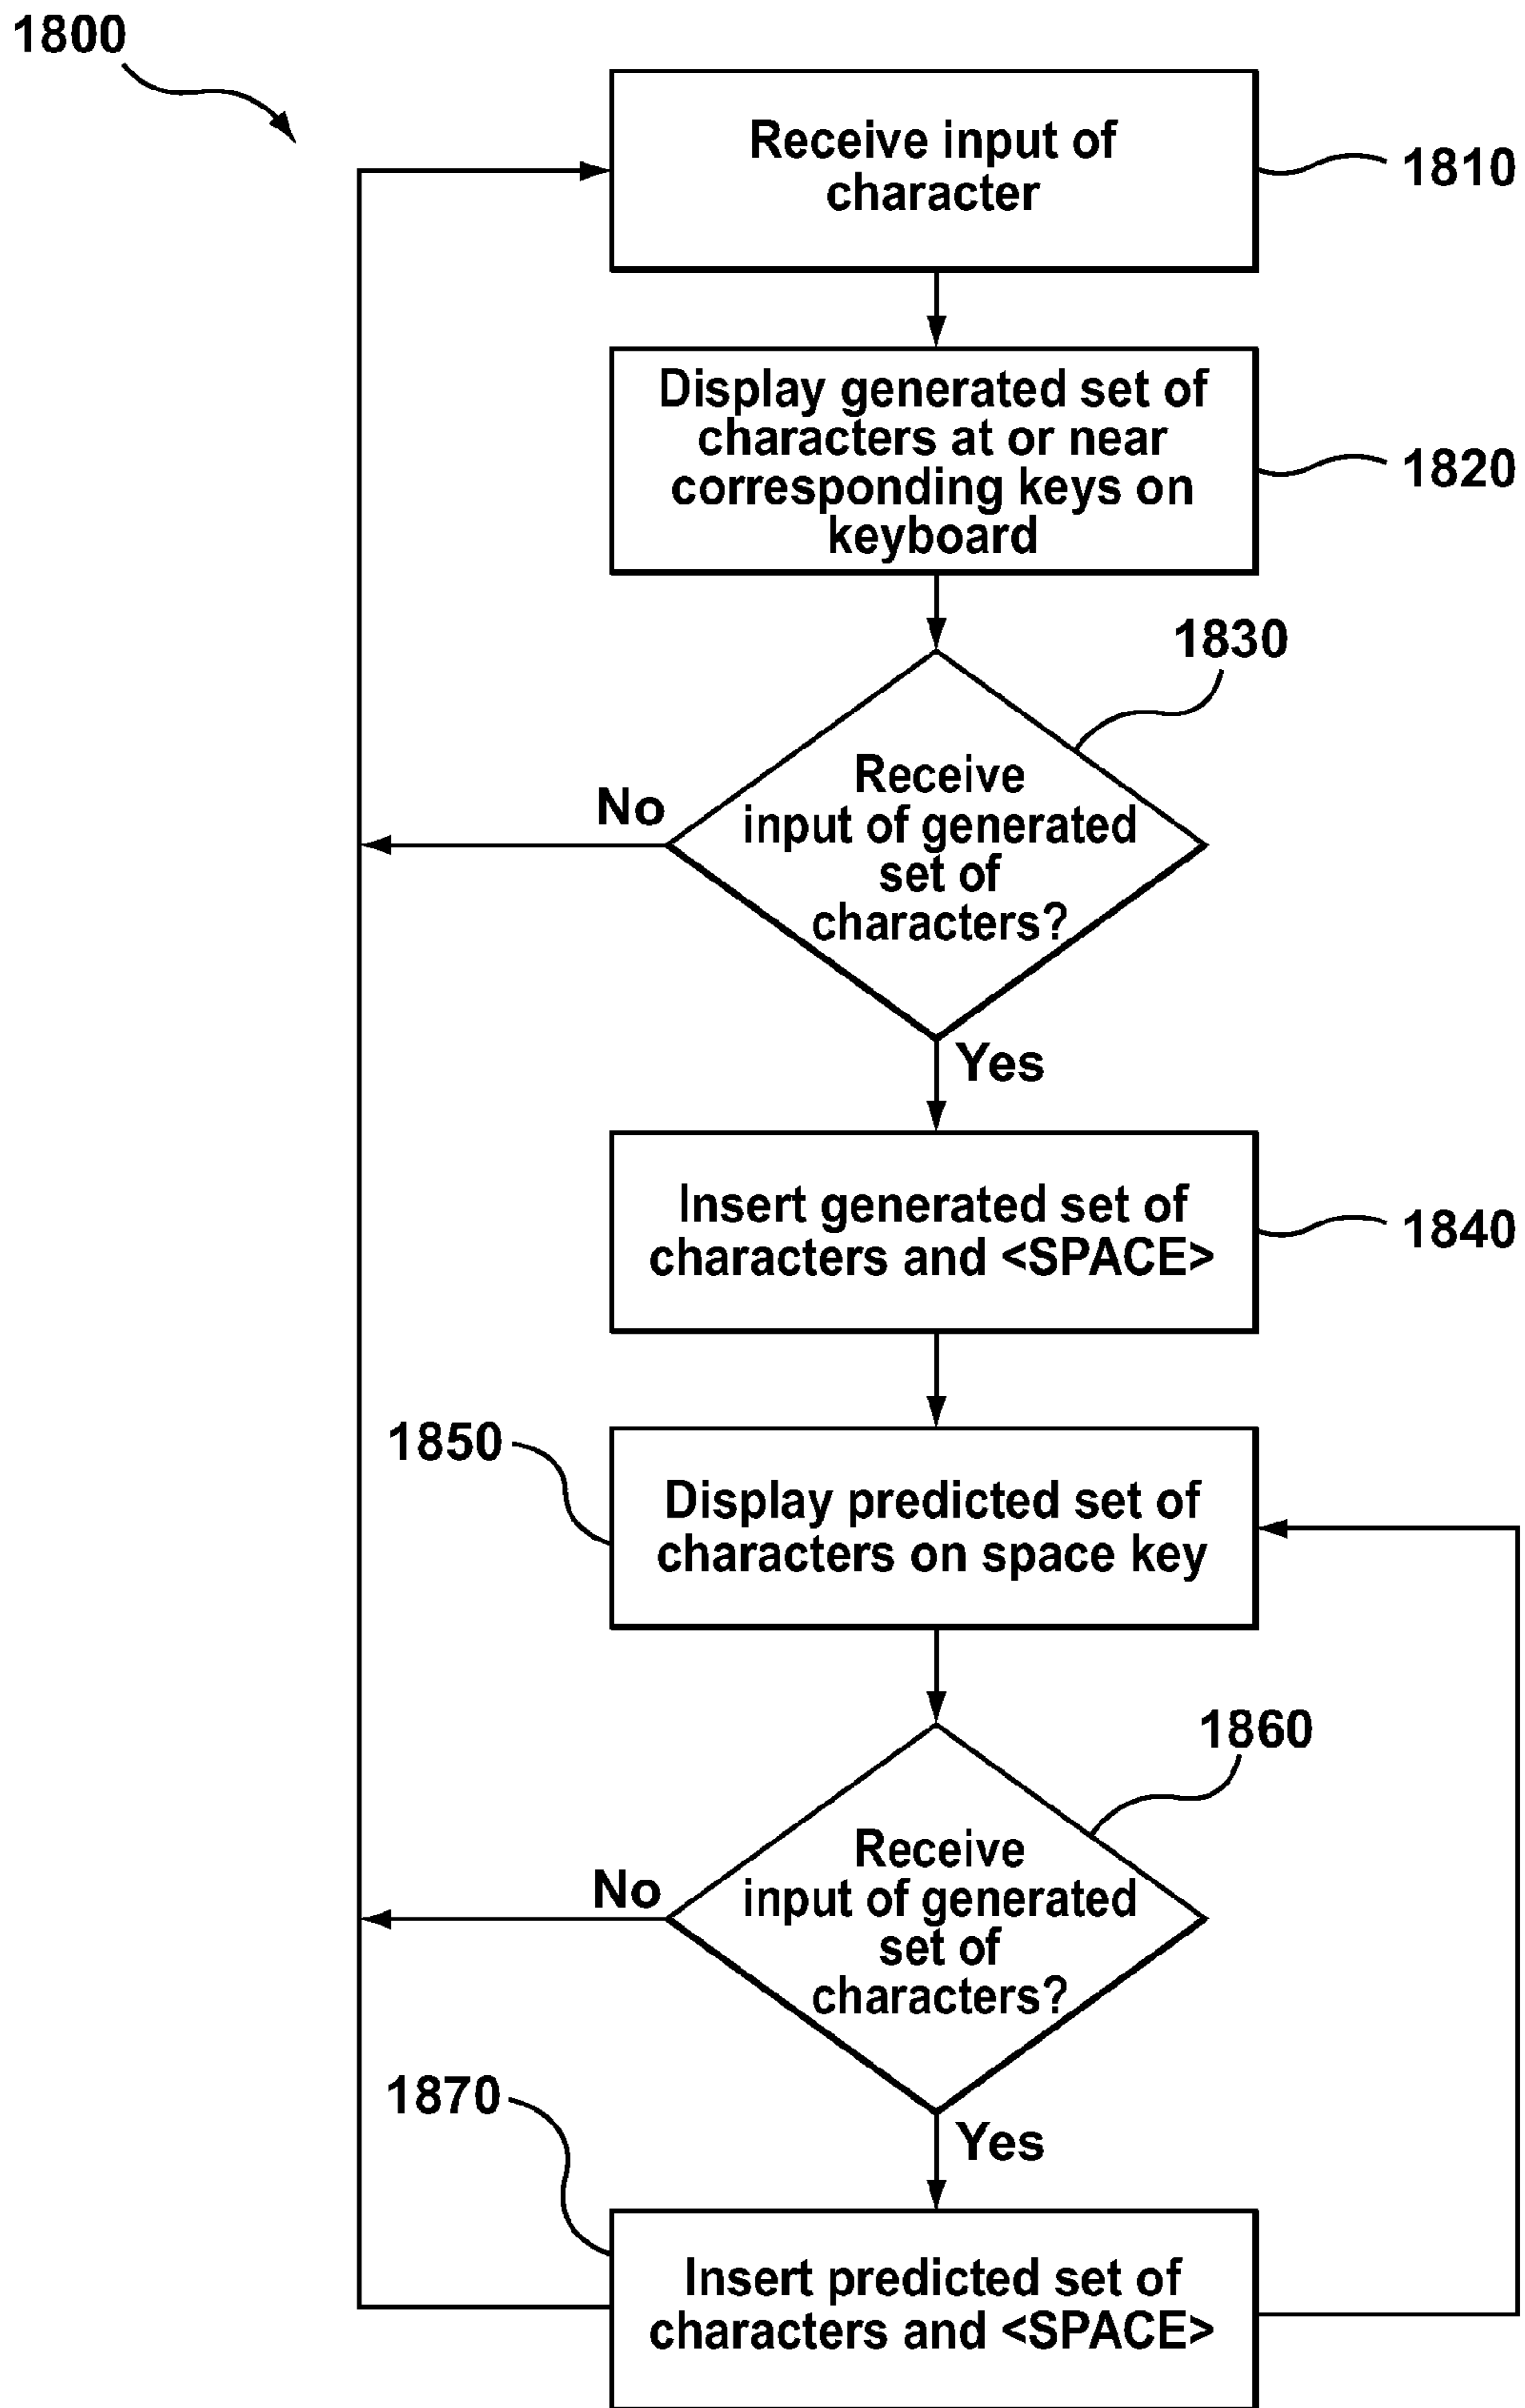 1800
Receive input of
character
1810
Display generated set of
characters at or near
corresponding keys on
keyboard
1820
1830
Receive
input of generated
set of
characters?
No
Yes
Insert generated set of
characters and <SPACE>
1840
1850
Display predicted set of
characters on space key
1860
Receive
input of generated
set of
characters?
No
Yes
1870
Insert predicted set of
characters and <SPACE>